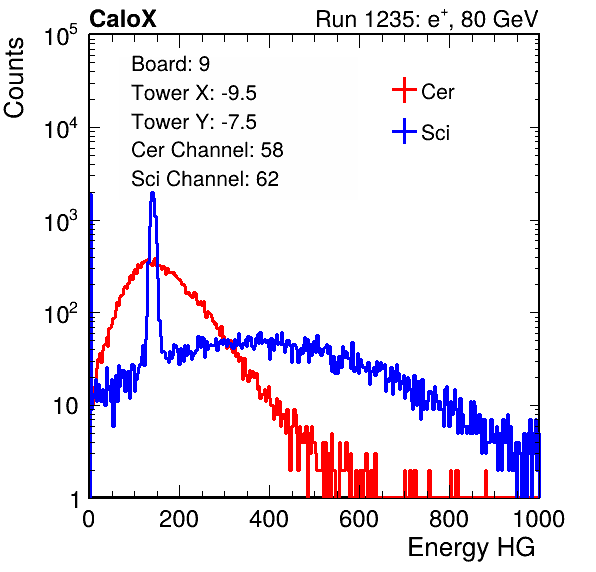 CaloX Run 1235: e⁺, 80 GeV
Counts
Board: 9
Tower X: -9.5
Tower Y: -7.5
Cer Channel: 58
Sci Channel: 62
Cer
Sci
10⁵
10⁴
10³
10²
10
1
0 200 400 600 800 1000
Energy HG